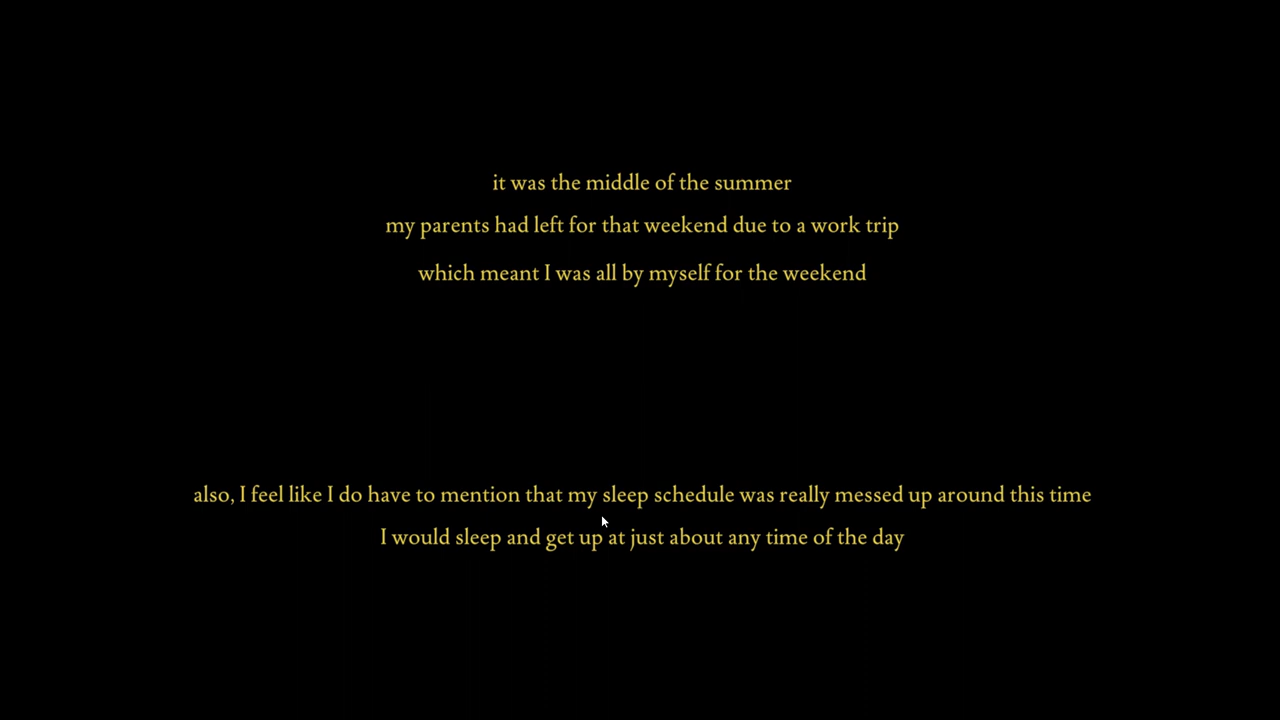 it was the middle of the summer
my parents had left for that weekend due to a work trip
which meant I was all by myself for the weekend
also, I feel like I do have to mention that my sleep schedule was really messed up around this time
I would sleep and get up at just about any time of the day